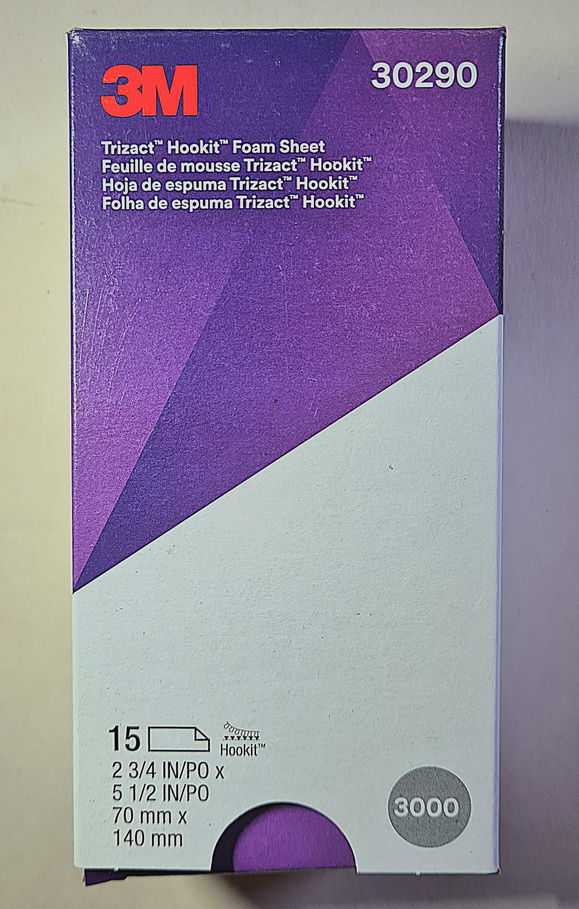 3M
30290
Trizact™ Hookit™ Foam Sheet
Feuille de mousse Trizact™ Hookit™
Hoja de espuma Trizact™ Hookit™
Folha de espuma Trizact™ Hookit™
15
Hookit™
2 3/4 IN/PO x
5 1/2 IN/PO
70 mm x
140 mm
3000